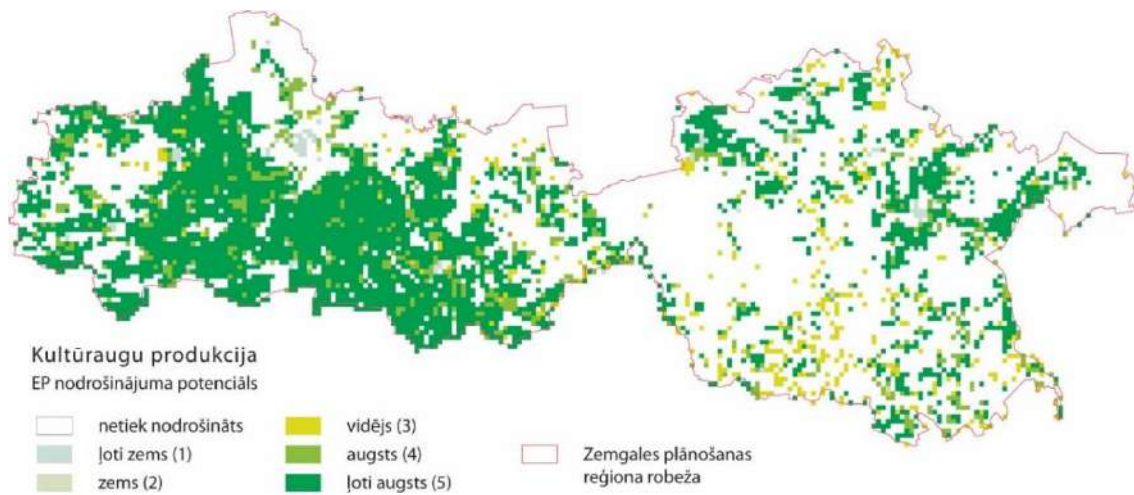 Kultūraugu produkcija
EP nodrošinājuma potenciāls
netiek nodrošināts
ļoti zems (1)
zems (2)
vidējs (3)
augsts (4)
ļoti augsts (5)
Zemgales plānošanas
reģiona robeža